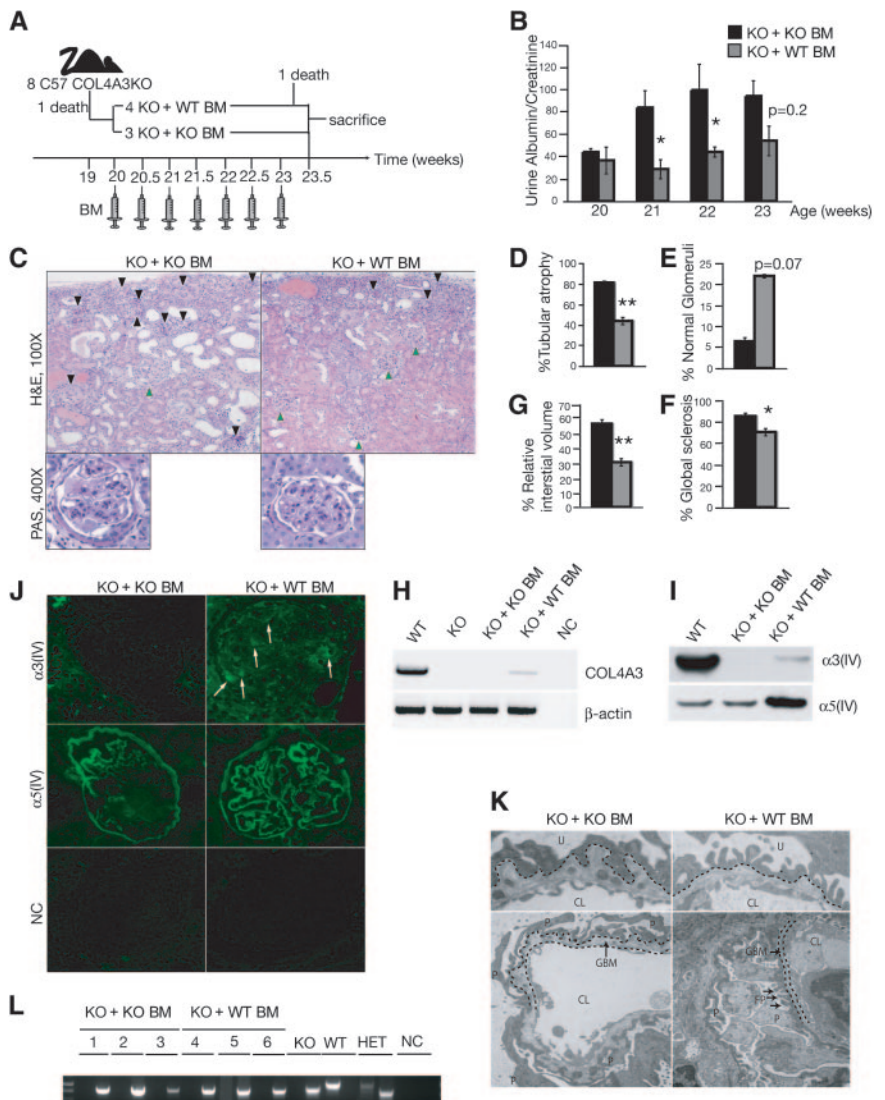 A
8 C57 COL4A3KO
1 death
4 KO + WT BM
3 KO + KO BM
1 death
sacrifice
Time (weeks)
19 20 20.5 21 21.5 22 22.5 23 23.5
BM
B
KO + KO BM
KO + WT BM
Urine Albumin/Creatinine
140
120
100
80
60
40
20
0
*
*
p=0.2
20 21 22 23 Age (weeks)
C
KO + KO BM KO + WT BM
H&E, 100X
PAS, 400X
D
%Tubular atrophy
100
80
60
40
20
0
**
E
% Normal Glomeruli
25
20
15
10
5
0
p=0.07
G
% Relative
interstial volume
80
70
60
50
40
30
20
10
0
**
F
% Global sclerosis
100
80
60
40
20
0
*
J
KO + KO BM KO + WT BM
α3(IV)
α5(IV)
NC
H
WT KO KO + KO BM KO + WT BM NC
COL4A3
β-actin
I
WT KO + KO BM KO + WT BM
α3(IV)
α5(IV)
K
KO + KO BM KO + WT BM
U U
CL CL
P P P GBM CL P P
GBM CL FP P P
L
KO + KO BM KO + WT BM
1 2 3 4 5 6 KO WT HET NC